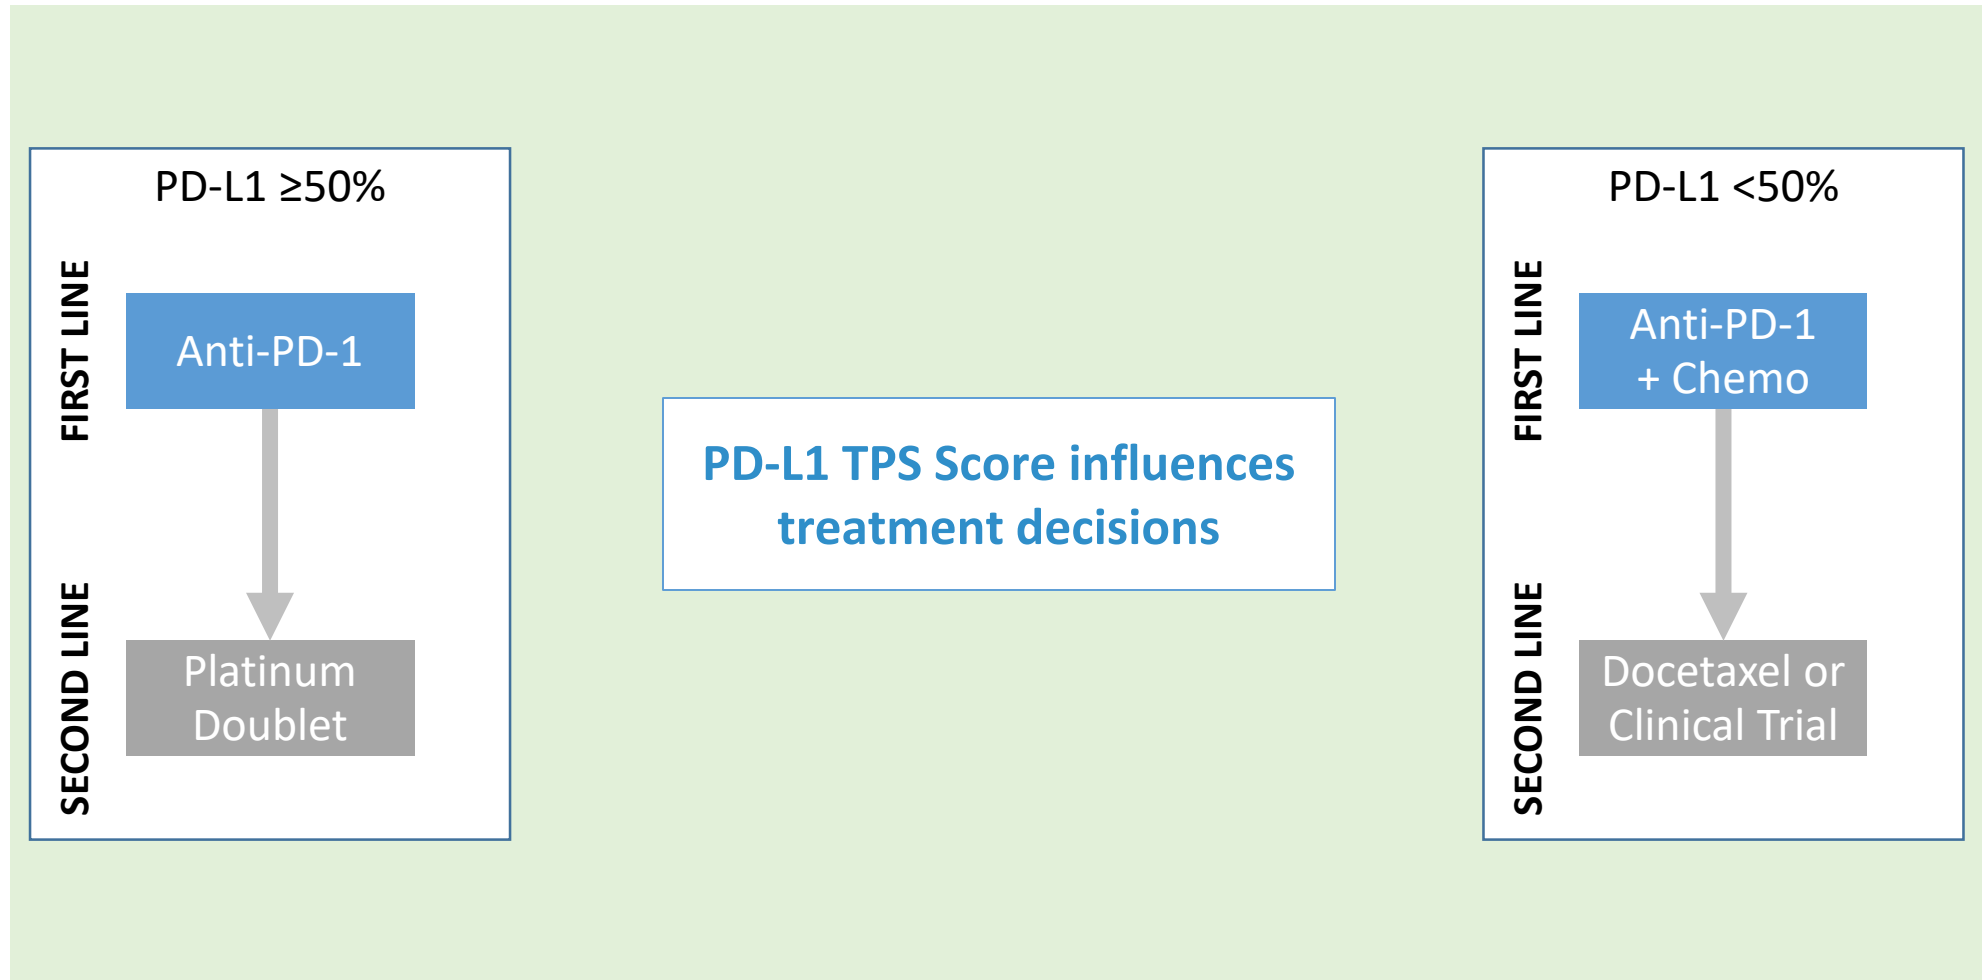 PD-L1 ≥50%
FIRST LINE
Anti-PD-1
SECOND LINE
Platinum
Doublet
PD-L1 TPS Score influences
treatment decisions
PD-L1 <50%
FIRST LINE
Anti-PD-1
+ Chemo
SECOND LINE
Docetaxel or
Clinical Trial